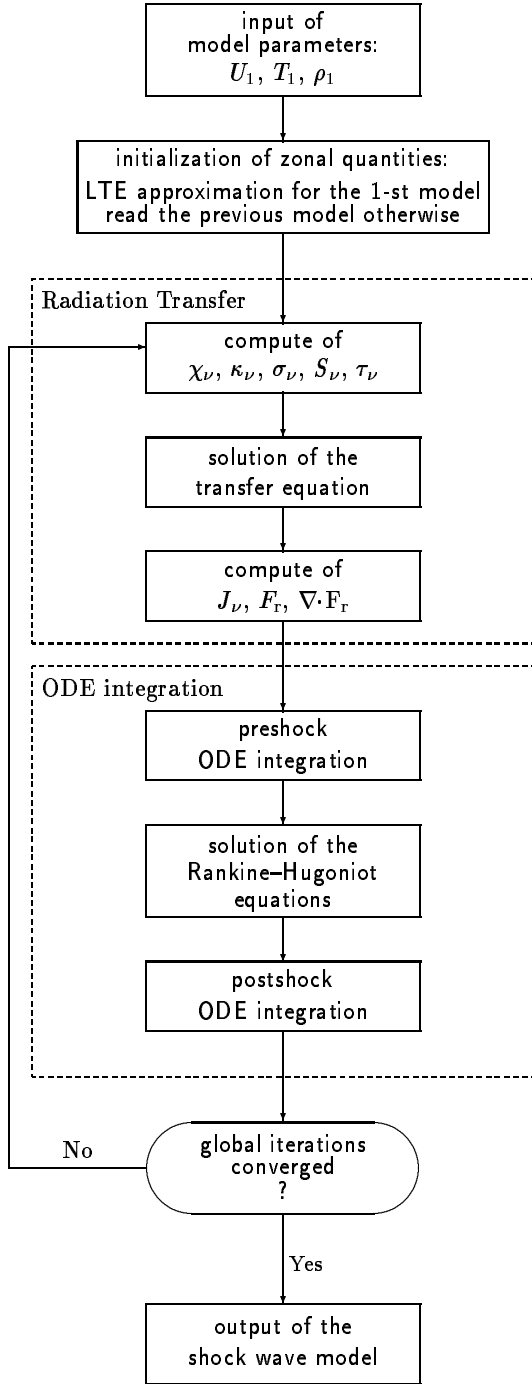 input of
model parameters:
U₁, T₁, ρ₁
initialization of zonal quantities:
LTE approximation for the 1-st model
read the previous model otherwise
Radiation Transfer
compute of
χ_ν, κ_ν, σ_ν, S_ν, τ_ν
solution of the
transfer equation
compute of
J_ν, F_r, ∇·F_r
ODE integration
preshock
ODE integration
solution of the
Rankine–Hugoniot
equations
postshock
ODE integration
global iterations
converged
?
No
Yes
output of the
shock wave model